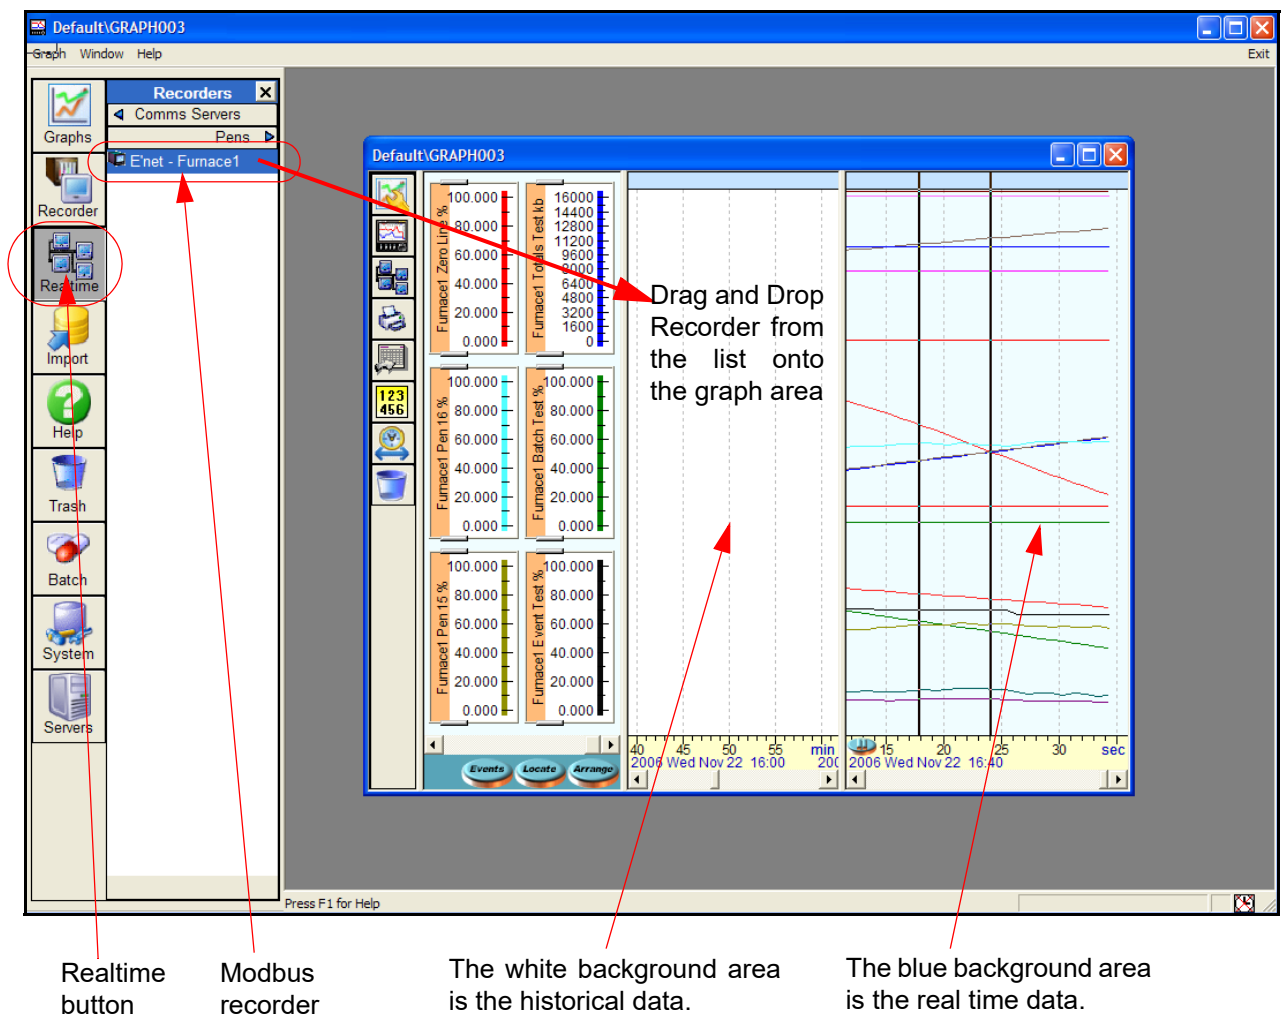 Default\GRAPH003
Graph Window Help Exit
Recorders
Comms Servers
Pens
E'net - Furnace1
Graphs
Recorder
Realtime
Import
Help
Trash
Batch
System
Servers
Default\GRAPH003
Furnace1 Zero Line %
100.000
80.000
60.000
40.000
20.000
0.000
Furnace1 Totals Test kb
16000
14400
12800
11200
9600
8000
6400
4800
3200
1600
0
123
456
Furnace1 Pen 16 %
100.000
80.000
60.000
40.000
20.000
0.000
Furnace1 Batch Test %
100.000
80.000
60.000
40.000
20.000
0.000
Furnace1 Pen 15 %
100.000
80.000
60.000
40.000
20.000
0.000
Furnace1 Event Test %
100.000
80.000
60.000
40.000
20.000
0.000
Events Locate Arrange
Drag and Drop
Recorder from
the list onto
the graph area
40 45 50 55 min
2006 Wed Nov 22 16:00 200
15 20 25 30 sec
2006 Wed Nov 22 16:40
Press F1 for Help
Realtime
button
Modbus
recorder
The white background area
is the historical data.
The blue background area
is the real time data.